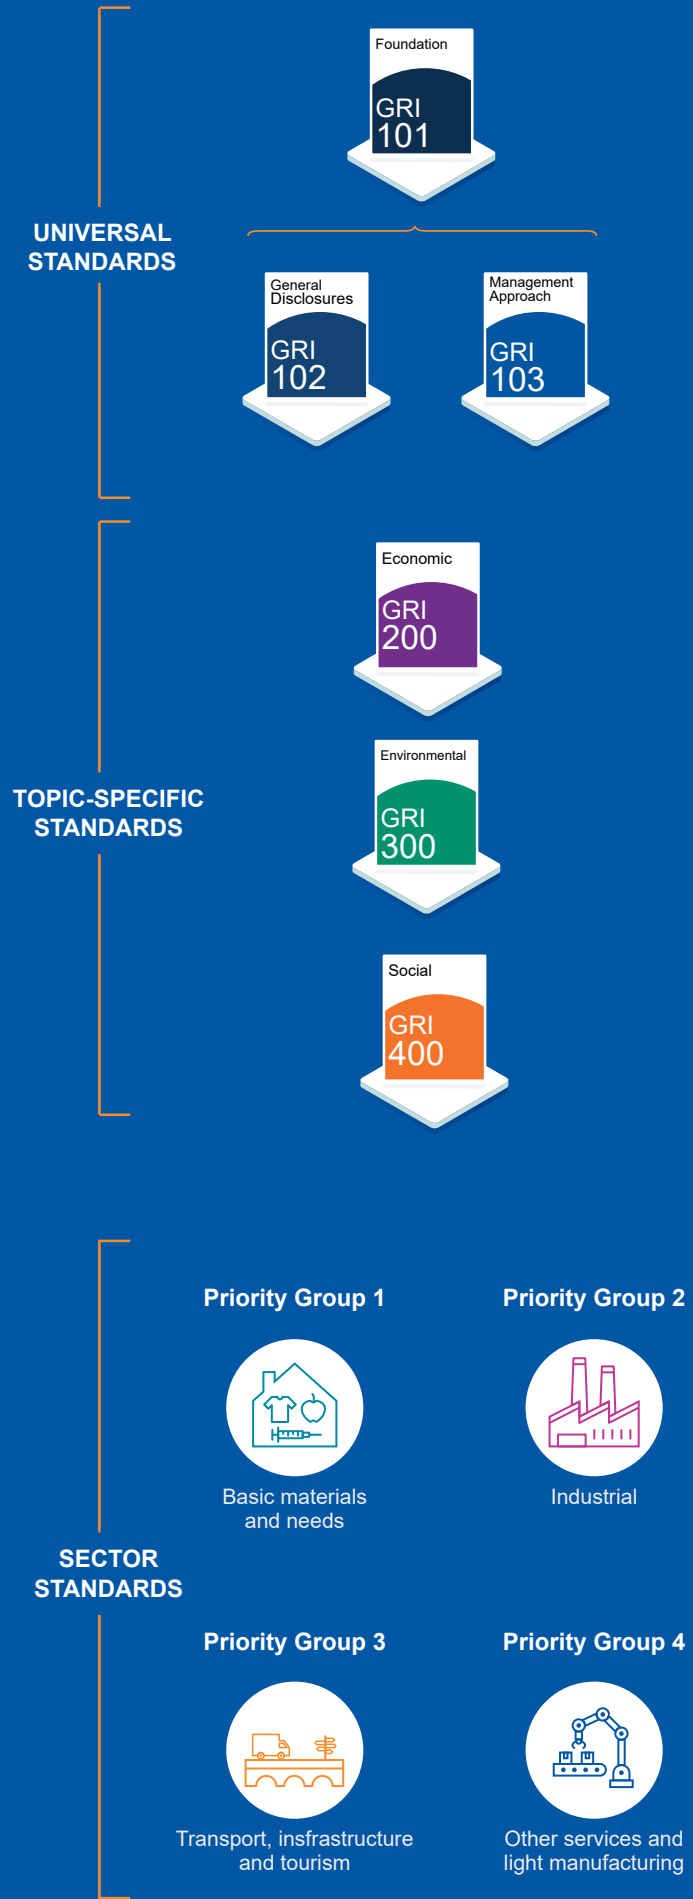 UNIVERSAL
STANDARDS
Foundation
GRI
101
General
Disclosures
GRI
102
Management
Approach
GRI
103
TOPIC-SPECIFIC
STANDARDS
Economic
GRI
200
Environmental
GRI
300
Social
GRI
400
SECTOR
STANDARDS
Priority Group 1
Basic materials
and needs
Priority Group 2
Industrial
Priority Group 3
Transport, insfrastructure
and tourism
Priority Group 4
Other services and
light manufacturing